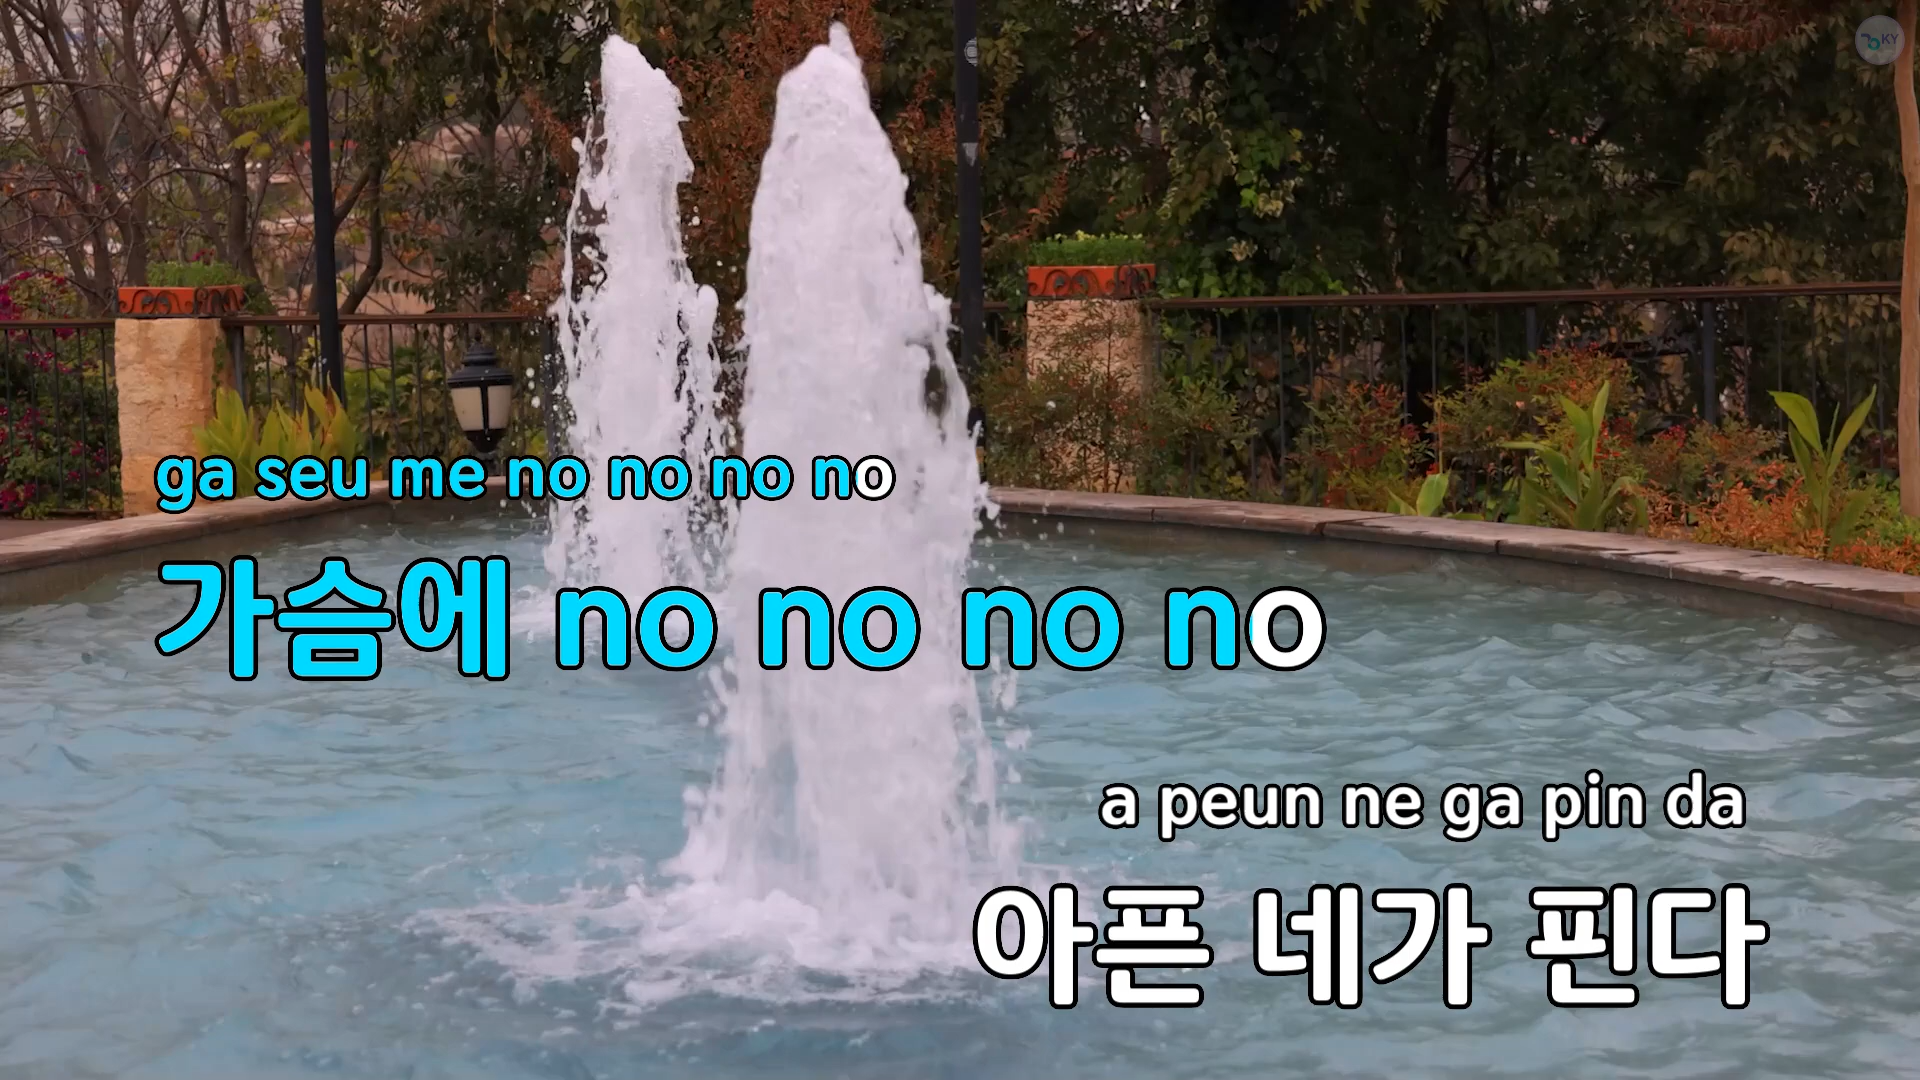 KY
ga seu me no no no no
가슴에 no no no no
a peun ne ga pin da
아픈 네가 핀다